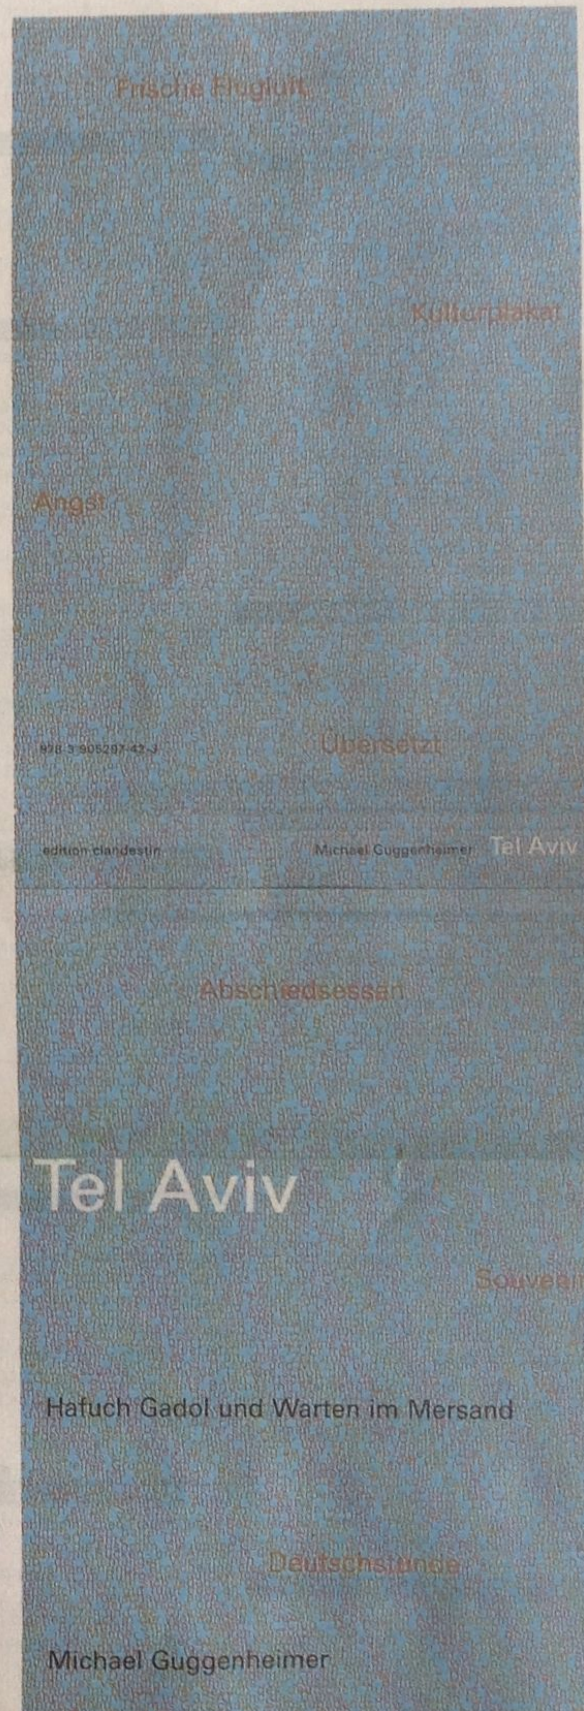 Frische Flugluft
Kulturplakat
Angst
Übersetzt
edition clandestin
Michael Guggenheimer Tel Aviv
Abschiedsessen
Tel Aviv
Souvenir
Hafuch Gadol und Warten im Mersand
Deutschstunde
Michael Guggenheimer